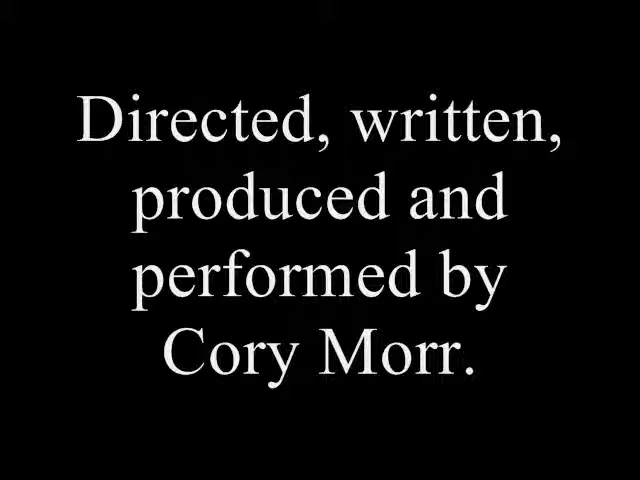 Directed, written,
produced and
performed by
Cory Morr.